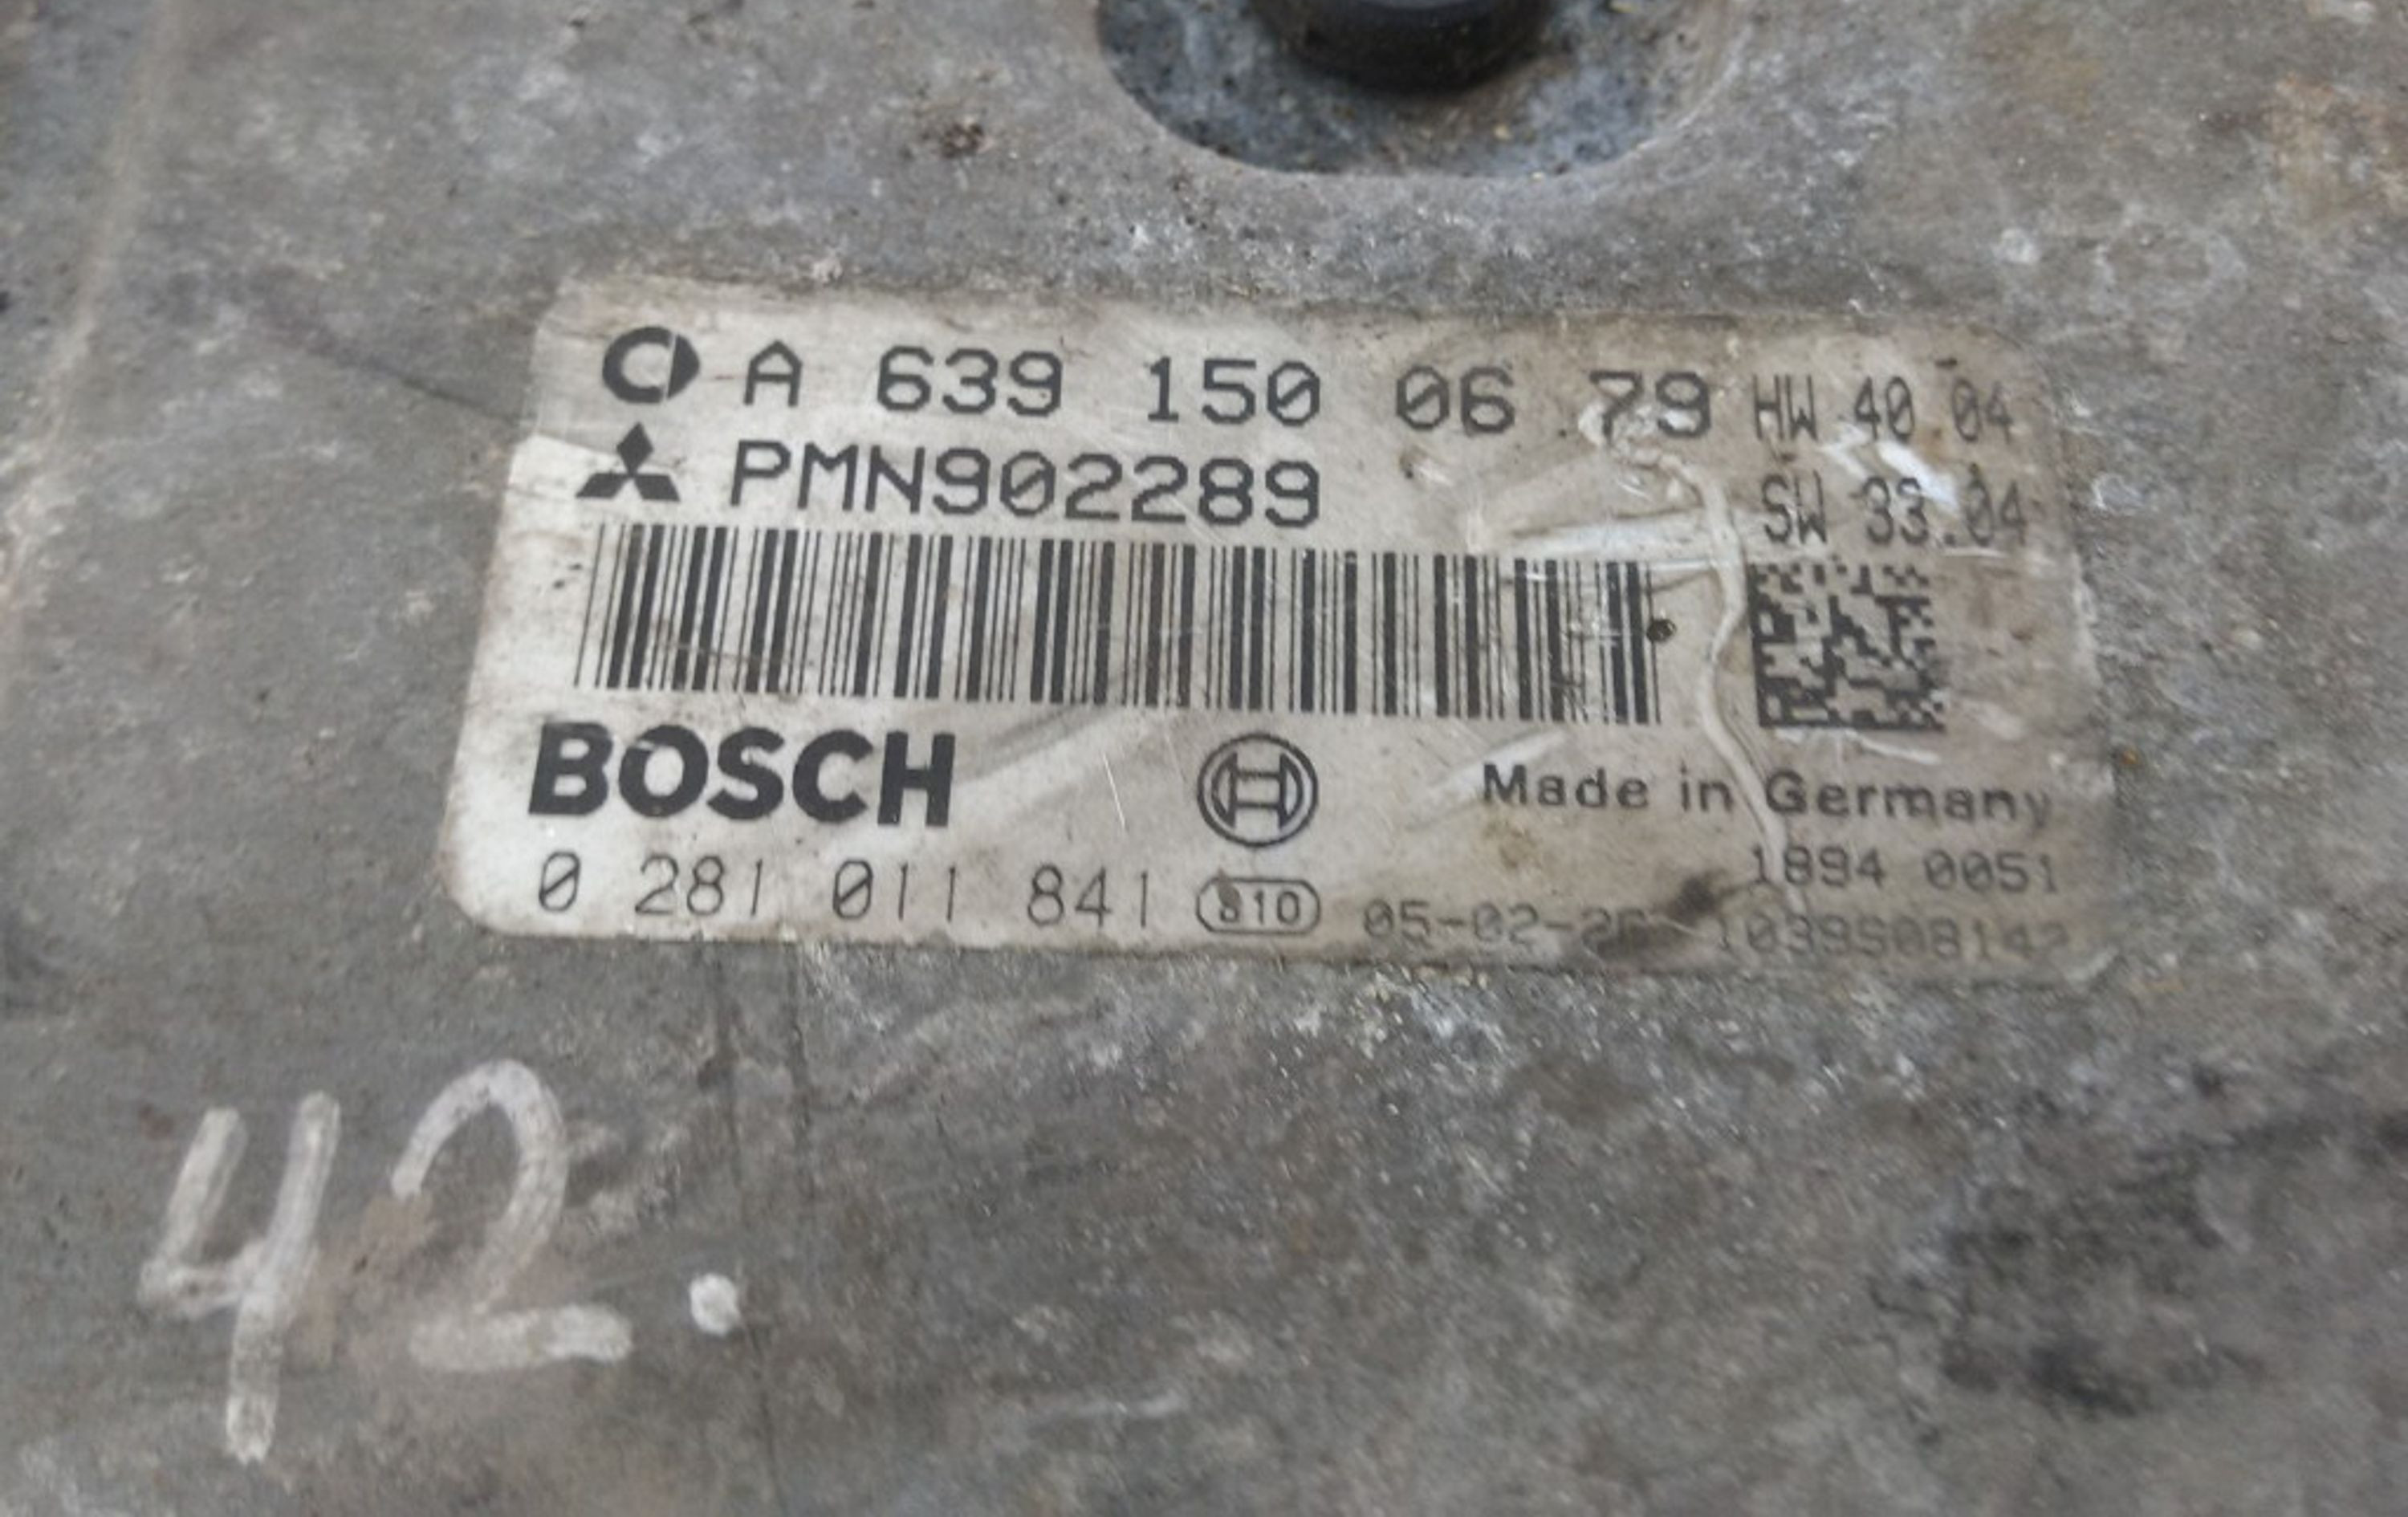 A 639 150 06 79 HW 40.04
PMN902289 SW 33.04
BOSCH
Made in Germany
1894 0051
0 281 011 841 S10
42.